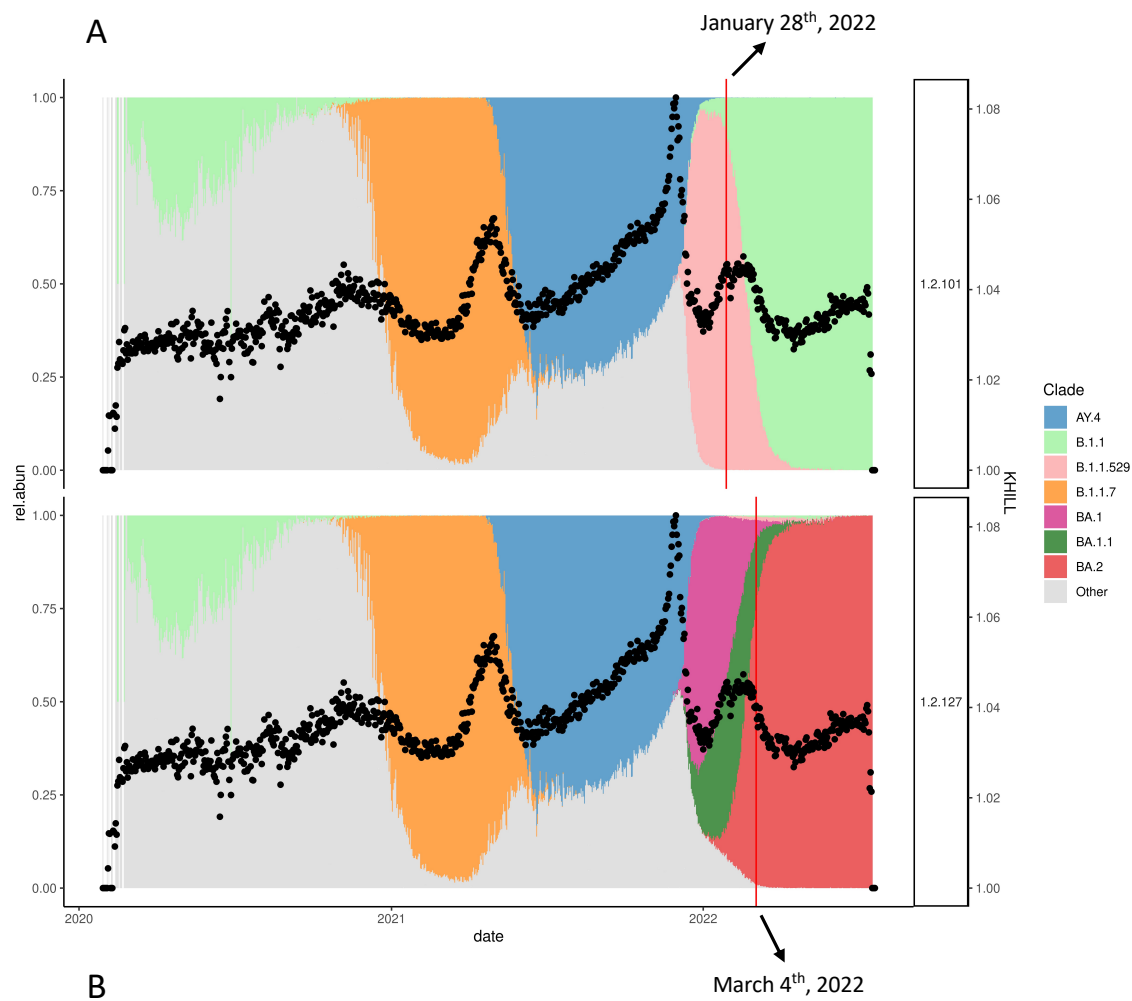 A
January 28th, 2022
1.00
0.75
0.50
0.25
0.00
1.08
1.06
1.04
1.02
1.00
1.2.101
rel.abun
KHILL
1.00
0.75
0.50
0.25
0.00
1.08
1.06
1.04
1.02
1.00
1.2.127
Clade
AY.4
B.1.1
B.1.1.529
B.1.1.7
BA.1
BA.1.1
BA.2
Other
2020
2021
2022
date
March 4th, 2022
B